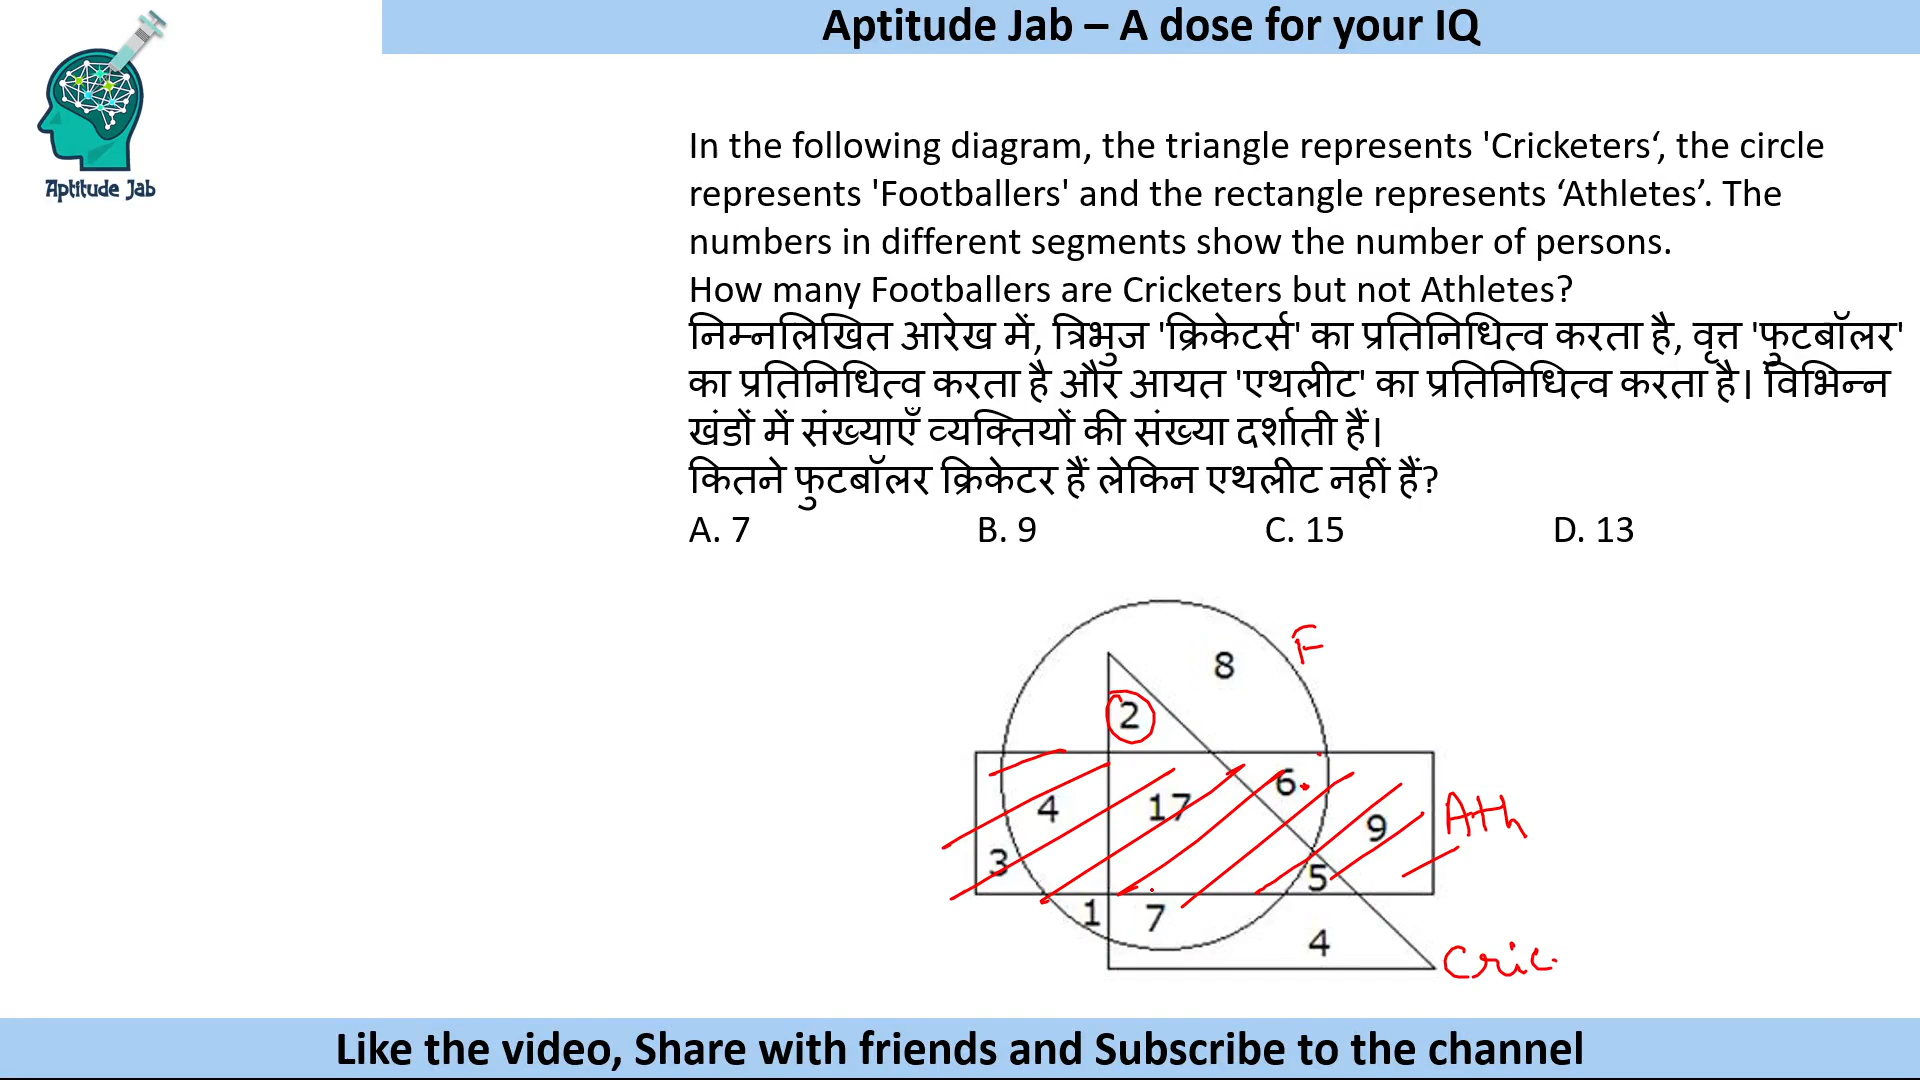 Aptitude Jab – A dose for your IQ
Aptitude Jab
In the following diagram, the triangle represents 'Cricketers‘, the circle
represents 'Footballers' and the rectangle represents ‘Athletes’. The
numbers in different segments show the number of persons.
How many Footballers are Cricketers but not Athletes?
निम्नलिखित आरेख में, त्रिभुज 'क्रिकेटर्स' का प्रतिनिधित्व करता है, वृत्त 'फुटबॉलर'
का प्रतिनिधित्व करता है और आयत 'एथलीट' का प्रतिनिधित्व करता है। विभिन्न
खंडों में संख्याएँ व्यक्तियों की संख्या दर्शाती हैं।
कितने फुटबॉलर क्रिकेटर हैं लेकिन एथलीट नहीं हैं?
A. 7 B. 9 C. 15 D. 13
F
8
2
6
4 17 9 Ath
3 5
1 7
4 Cric.
Like the video, Share with friends and Subscribe to the channel